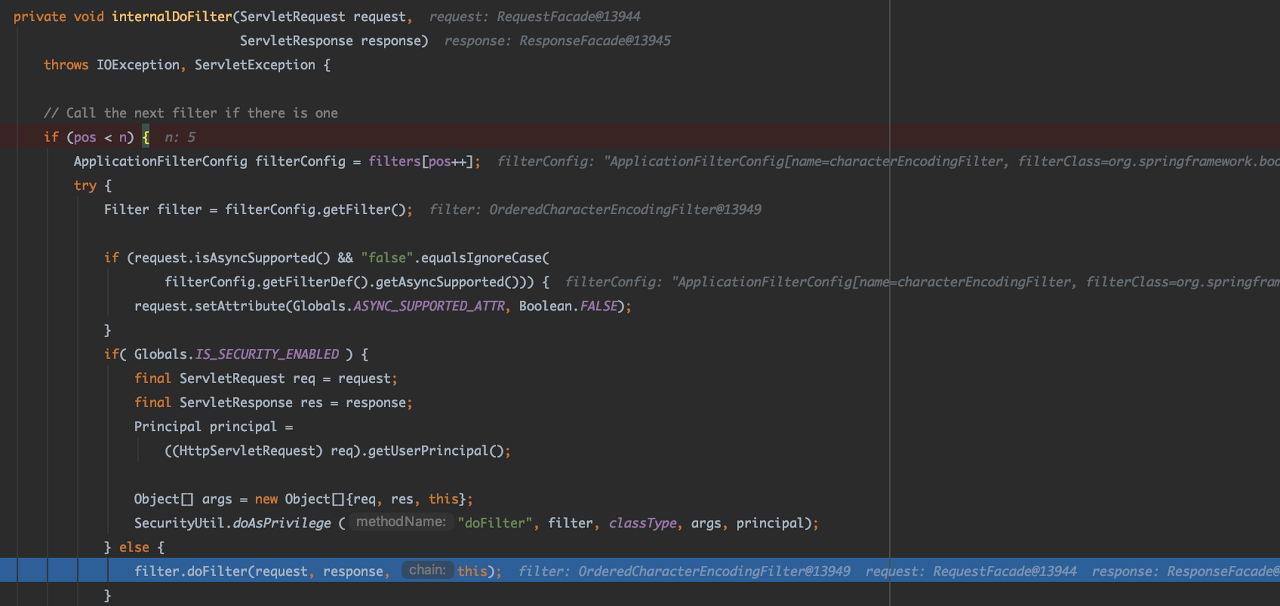 private void internalDoFilter(ServletRequest request,  request: RequestFacade@13944
ServletResponse response)  response: ResponseFacade@13945
throws IOException, ServletException {
// Call the next filter if there is one
if (pos < n) {  n: 5
ApplicationFilterConfig filterConfig = filters[pos++];  filterConfig: "ApplicationFilterConfig[name=characterEncodingFilter, filterClass=org.springframework.boo
try {
Filter filter = filterConfig.getFilter();  filter: OrderedCharacterEncodingFilter@13949
if (request.isAsyncSupported() && "false".equalsIgnoreCase(
filterConfig.getFilterDef().getAsyncSupported())) {  filterConfig: "ApplicationFilterConfig[name=characterEncodingFilter, filterClass=org.springfram
request.setAttribute(Globals.ASYNC_SUPPORTED_ATTR, Boolean.FALSE);
}
if( Globals.IS_SECURITY_ENABLED ) {
final ServletRequest req = request;
final ServletResponse res = response;
Principal principal =
((HttpServletRequest) req).getUserPrincipal();
Object[] args = new Object[]{req, res, this};
SecurityUtil.doAsPrivilege ( methodName: "doFilter", filter, classType, args, principal);
} else {
filter.doFilter(request, response, chain: this);  filter: OrderedCharacterEncodingFilter@13949  request: RequestFacade@13944  response: ResponseFacade@
}